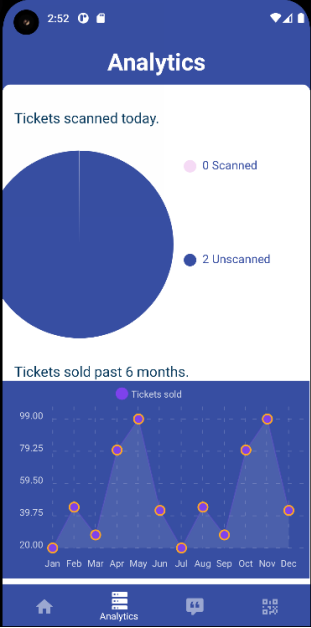 2:52
Analytics
Tickets scanned today.
0 Scanned
2 Unscanned
Tickets sold past 6 months.
Tickets sold
99.00
79.25
59.50
39.75
20.00
Jan Feb Mar Apr May Jun Jul Aug Sep Oct Nov Dec
Analytics